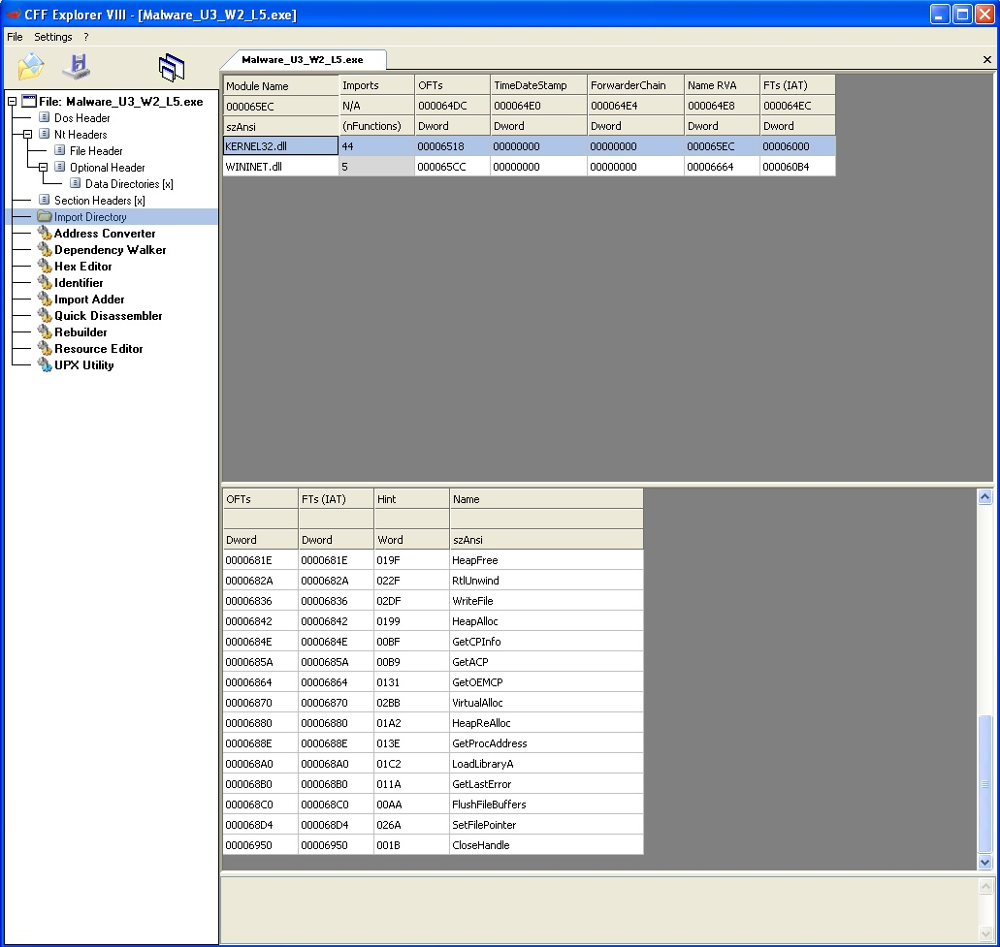 CFF Explorer VIII - [Malware_U3_W2_L5.exe]
File Settings ?
Malware_U3_W2_L5.exe
File: Malware_U3_W2_L5.exe
Dos Header
Nt Headers
File Header
Optional Header
Data Directories [x]
Section Headers [x]
Import Directory
Address Converter
Dependency Walker
Hex Editor
Identifier
Import Adder
Quick Disassembler
Rebuilder
Resource Editor
UPX Utility
Module Name Imports OFTs TimeDateStamp ForwarderChain Name RVA FTs (IAT)
000065EC N/A 000064DC 000064E0 000064E4 000064E8 000064EC
szAnsi (nFunctions) Dword Dword Dword Dword Dword
KERNEL32.dll 44 00006518 00000000 00000000 000065EC 00006000
WININET.dll 5 000065CC 00000000 00000000 00006664 000060B4
OFTs FTs (IAT) Hint Name
Dword Dword Word szAnsi
0000681E 0000681E 019F HeapFree
0000682A 0000682A 022F RtlUnwind
00006836 00006836 02DF WriteFile
00006842 00006842 0199 HeapAlloc
0000684E 0000684E 00BF GetCPInfo
0000685A 0000685A 00B9 GetACP
00006864 00006864 0131 GetOEMCP
00006870 00006870 02BB VirtualAlloc
00006880 00006880 01A2 HeapReAlloc
0000688E 0000688E 013E GetProcAddress
000068A0 000068A0 01C2 LoadLibraryA
000068B0 000068B0 011A GetLastError
000068C0 000068C0 00AA FlushFileBuffers
000068D4 000068D4 026A SetFilePointer
00006950 00006950 001B CloseHandle